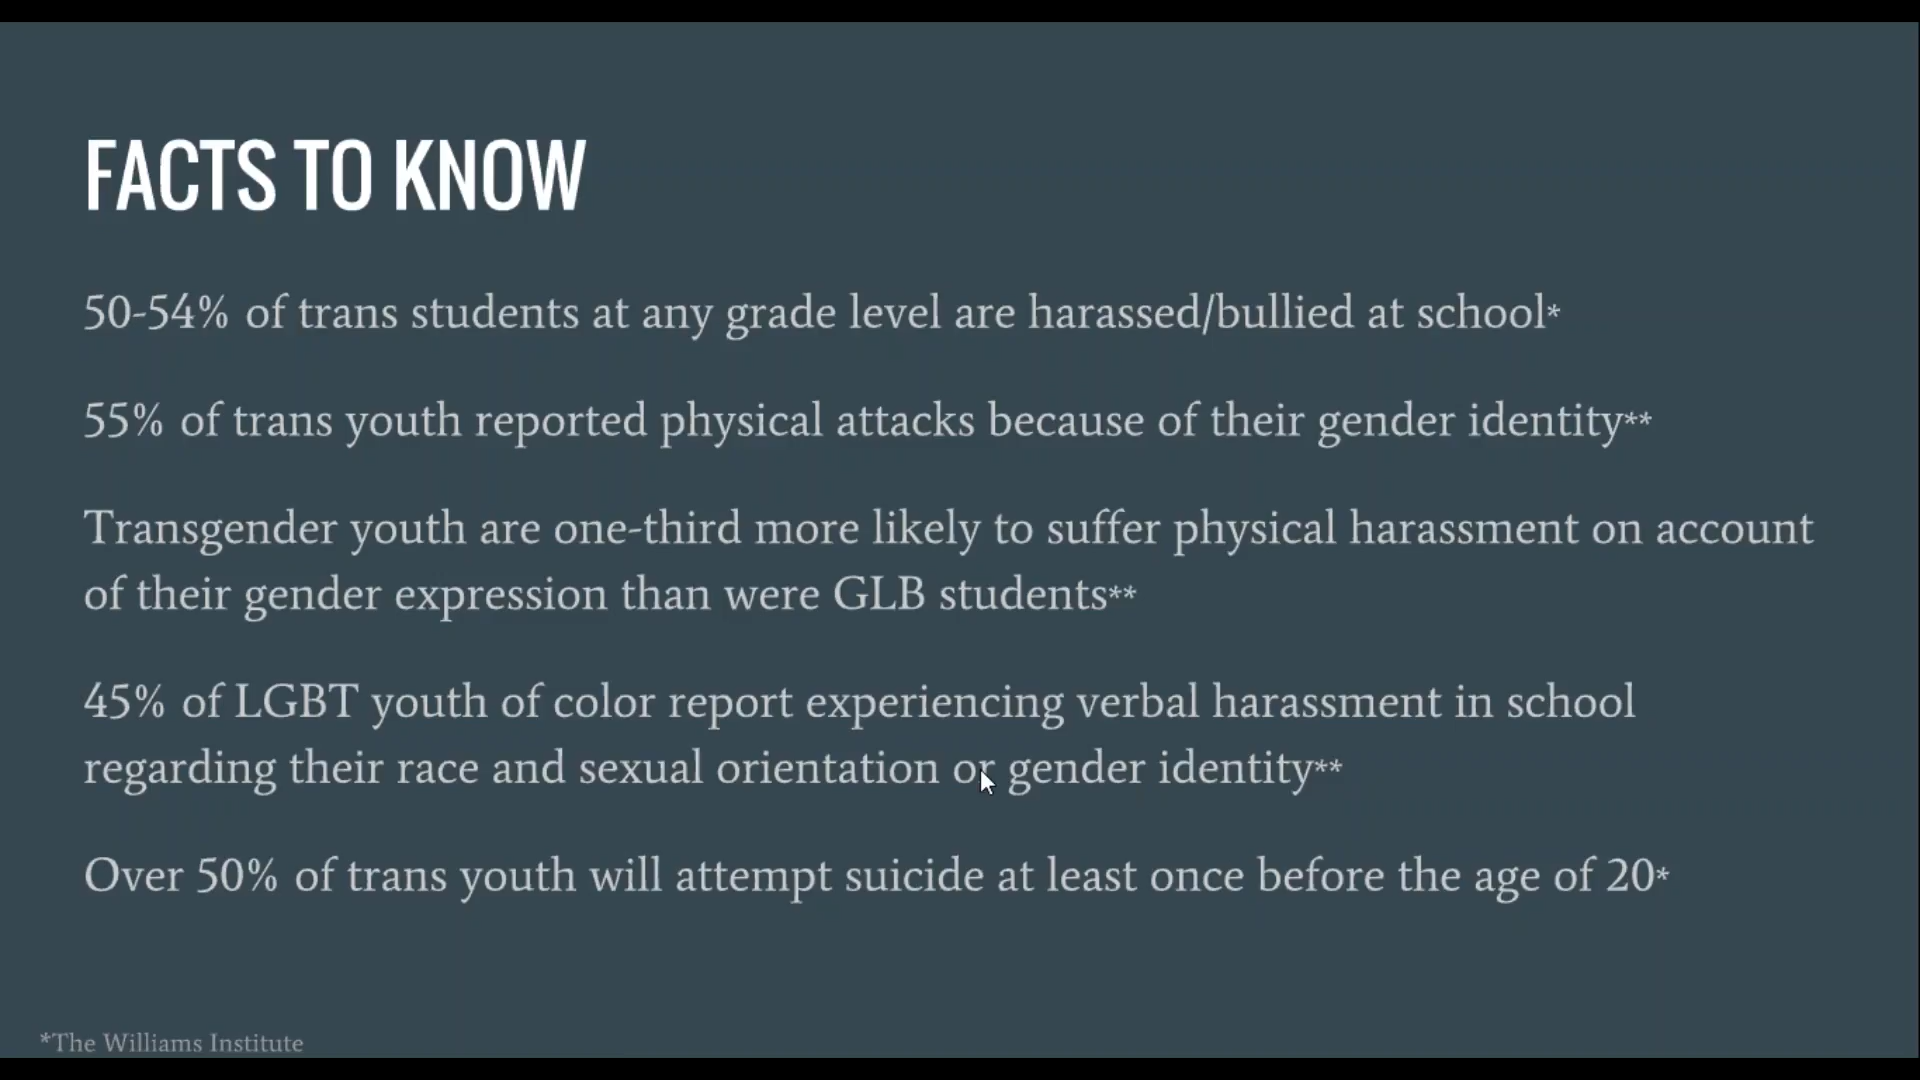 FACTS TO KNOW
50-54% of trans students at any grade level are harassed/bullied at school*
55% of trans youth reported physical attacks because of their gender identity**
Transgender youth are one-third more likely to suffer physical harassment on account
of their gender expression than were GLB students**
45% of LGBT youth of color report experiencing verbal harassment in school
regarding their race and sexual orientation or gender identity**
Over 50% of trans youth will attempt suicide at least once before the age of 20*
*The Williams Institute